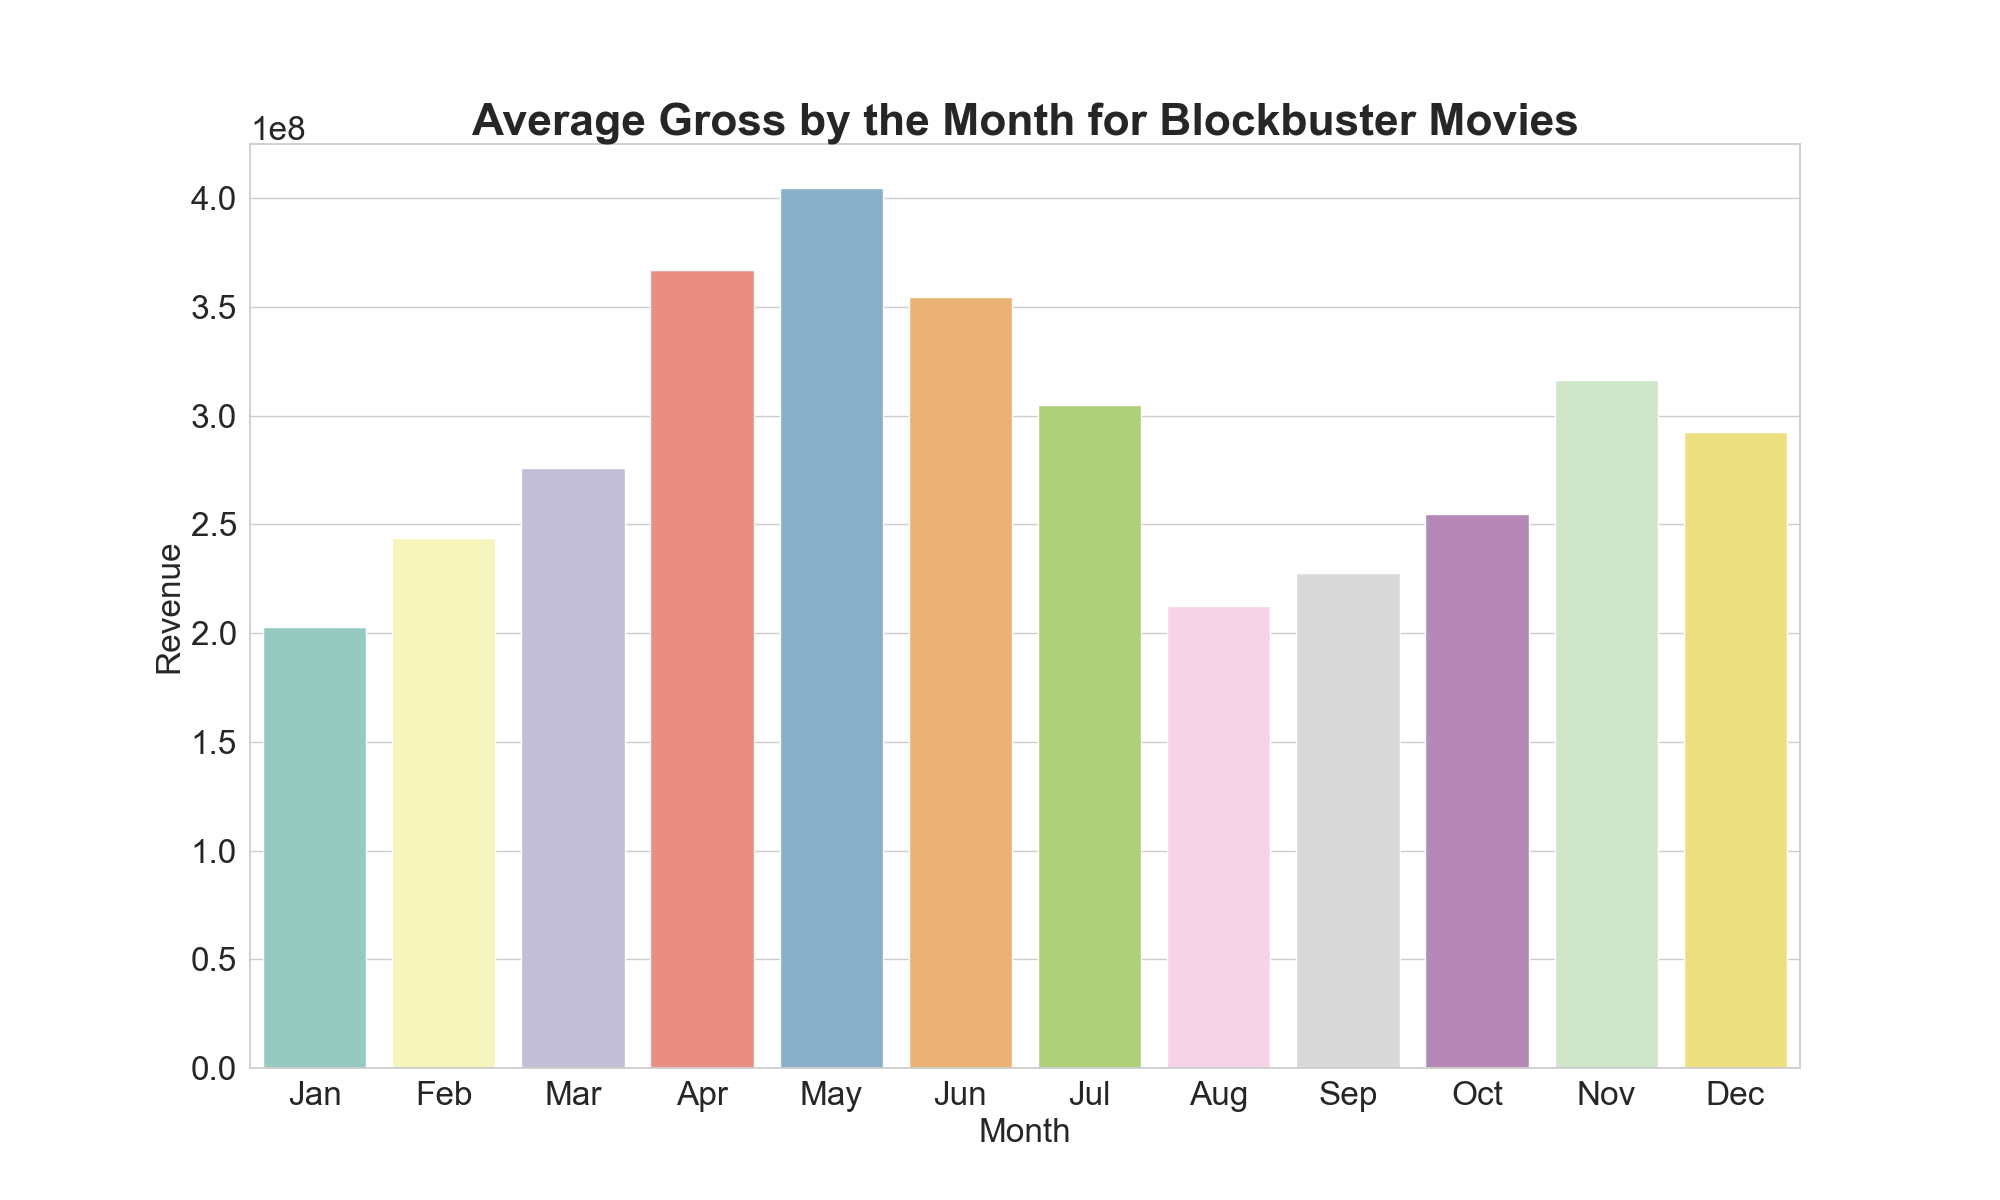 Average Gross by the Month for Blockbuster Movies
1e8
4.0
3.5
3.0
2.5
2.0
1.5
1.0
0.5
0.0
Revenue
Jan Feb Mar Apr May Jun Jul Aug Sep Oct Nov Dec
Month